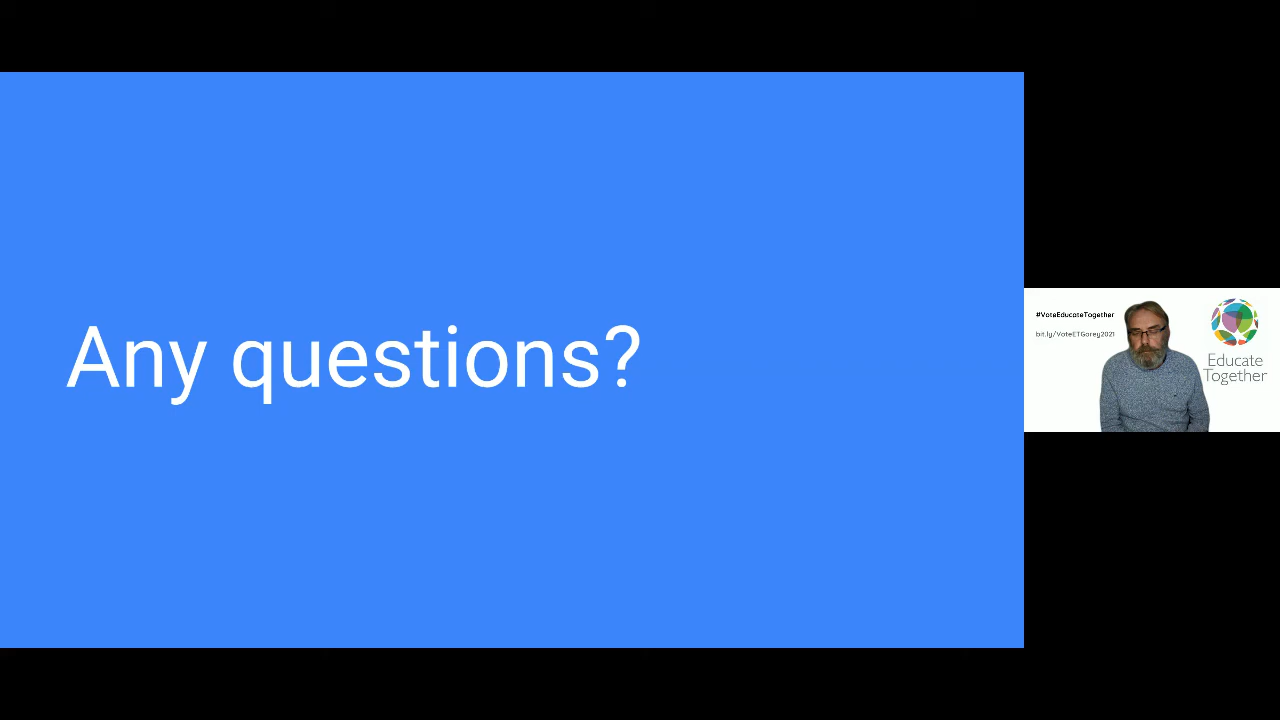 Any questions?
#VoteEducateTogether
bit.ly/VoteETGorey2021
Educate
Together